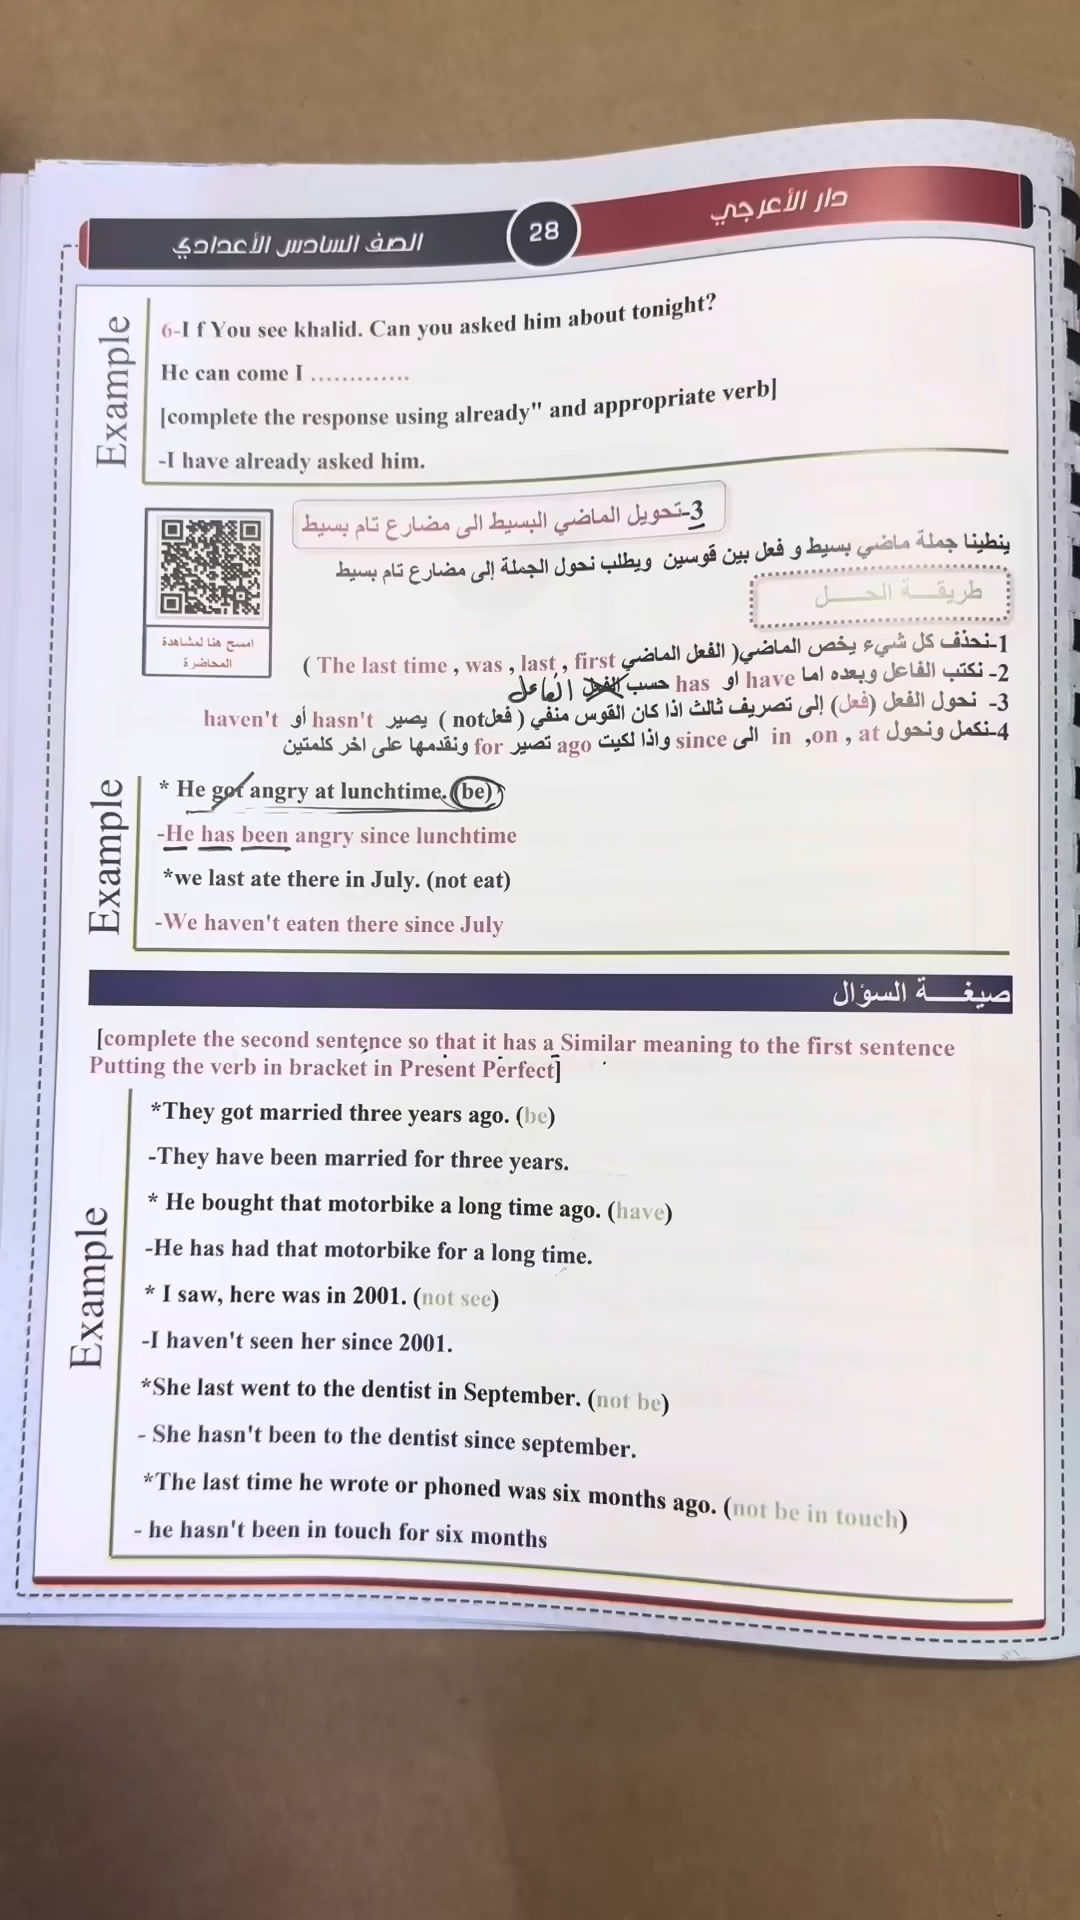 دار الأعرجي
28
الصف السادس الأعدادي
Example
6-I f You see khalid. Can you asked him about tonight?
He can come I .............
[complete the response using already" and appropriate verb]
-I have already asked him.
3-تحويل الماضي البسيط الى مضارع تام بسيط
ينطينا جملة ماضي بسيط و فعل بين قوسين ويطلب نحول الجملة إلى مضارع تام بسيط
طريقـــة الحـــــل
امسح هنا لمشاهدة
المحاضرة
1-نحذف كل شيء يخص الماضي( الفعل الماضي The last time , was , last , first )
2- نكتب الفاعل وبعده اما have أو has حسب الفعل الفاعل
3- نحول الفعل (فعل) إلى تصريف ثالث اذا كان القوس منفي ( فعل not ) يصير hasn't أو haven't
4-نكمل ونحول in ,on , at الى since واذا لكيت ago تصير for ونقدمها على اخر كلمتين
Example
* He got angry at lunchtime. (be)
-He has been angry since lunchtime
*we last ate there in July. (not eat)
-We haven't eaten there since July
صيغـــــة السؤال
[complete the second sentence so that it has a Similar meaning to the first sentence
Putting the verb in bracket in Present Perfect]
Example
*They got married three years ago. (be)
-They have been married for three years.
* He bought that motorbike a long time ago. (have)
-He has had that motorbike for a long time.
* I saw, here was in 2001. (not see)
-I haven't seen her since 2001.
*She last went to the dentist in September. (not be)
- She hasn't been to the dentist since september.
*The last time he wrote or phoned was six months ago. (not be in touch)
- he hasn't been in touch for six months